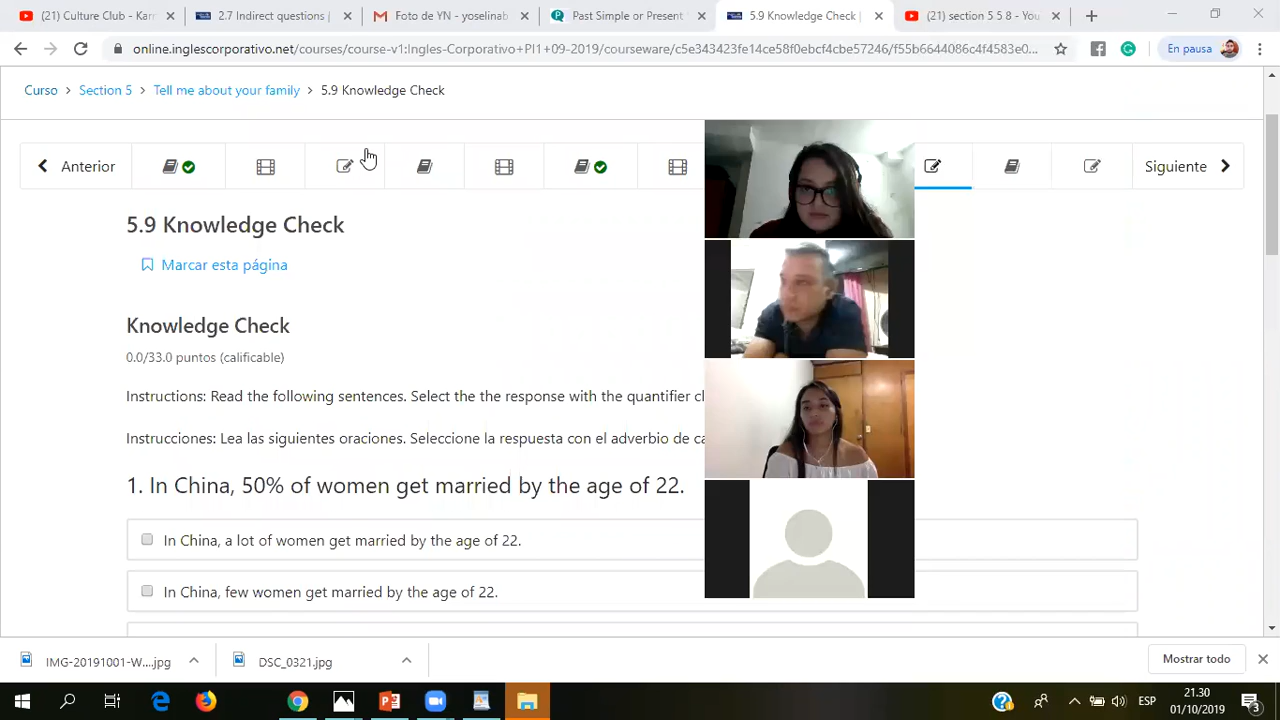 (21) Culture Club - Karr
2.7 Indirect questions |
Foto de YN - yoselinab
Past Simple or Present
5.9 Knowledge Check |
(21) section 5 5 8 - You
online.inglescorporativo.net/courses/course-v1:Ingles-Corporativo+PI1+09-2019/courseware/c5e343423fe14ce58f0ebcf4cbe57246/f55b6644086c4f4583e0...
En pausa
Curso > Section 5 > Tell me about your family > 5.9 Knowledge Check
Anterior
Siguiente
5.9 Knowledge Check
Marcar esta página
Knowledge Check
0.0/33.0 puntos (calificable)
Instructions: Read the following sentences. Select the the response with the quantifier cl
Instrucciones: Lea las siguientes oraciones. Seleccione la respuesta con el adverbio de ca
1. In China, 50% of women get married by the age of 22.
In China, a lot of women get married by the age of 22.
In China, few women get married by the age of 22.
IMG-20191001-W....jpg
DSC_0321.jpg
Mostrar todo
ESP
21.30
01/10/2019
3